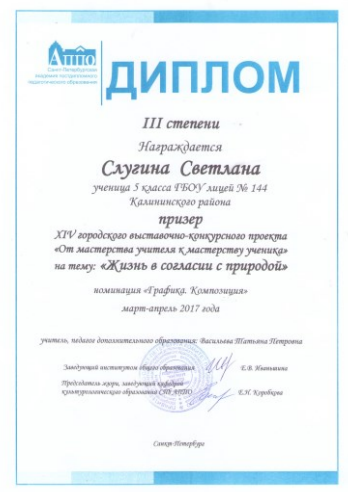 АППО
Санкт-Петербургская
академия постдипломного
педагогического образования
ДИПЛОМ
III степени
Награждается
Слугина Светлана
ученица 5 класса ГБОУ лицей № 144
Калининского района
призер
XIV городского выставочно-конкурсного проекта
«От мастерства учителя к мастерству ученика»
на тему: «Жизнь в согласии с природой»
номинация «Графика. Композиция»
март-апрель 2017 года
учитель, педагог дополнительного образования: Васильева Татьяна Петровна
Заведующий институтом общего образования Е.В. Иваньшина
Председатель жюри, заведующий кафедрой
культурологического образования СПб АППО Е.Н. Коробкова
Санкт-Петербург